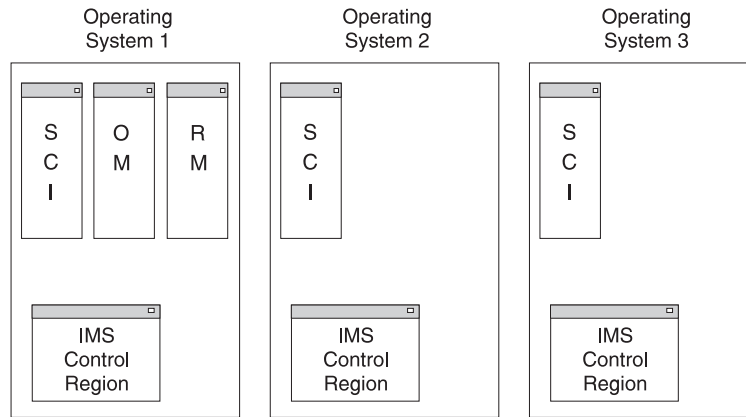 Operating
System 1
Operating
System 2
Operating
System 3
S
C
I
O
M
R
M
S
C
I
S
C
I
IMS
Control
Region
IMS
Control
Region
IMS
Control
Region